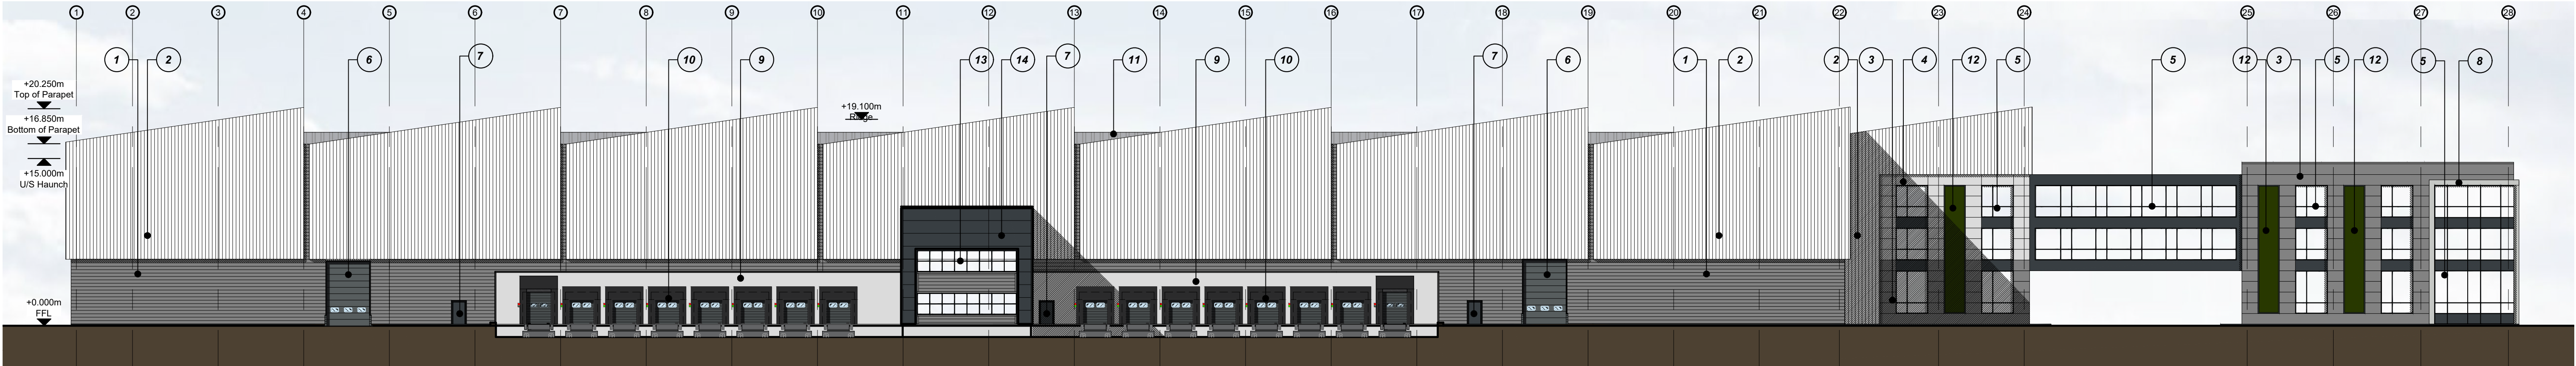 1 2 3 4 5 6 7 8 9 10 11 12 13 14 15 16 17 18 19 20 21 22 23 24 25 26 27 28
1 2 6 7 10 9 13 14 7 11 9 10 7 6 1 2 2 3 4 12 5 5 12 3 5 12 5 8
+20.250m
Top of Parapet
+16.850m
Bottom of Parapet
+15.000m
U/S Haunch
+19.100m
Ridge
+0.000m
FFL